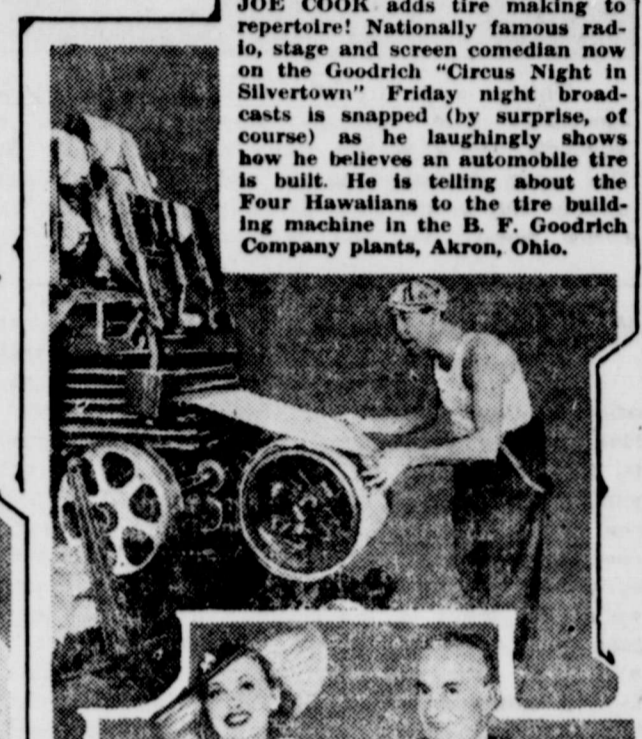 JOE COOK adds tire making to
repertoire! Nationally famous rad-
io, stage and screen comedian now
on the Goodrich "Circus Night in
Silvertown" Friday night broad-
casts is snapped (by surprise, of
course) as he laughingly shows
how he believes an automobile tire
is built. He is telling about the
Four Hawaiians to the tire build-
ing machine in the B. F. Goodrich
Company plants, Akron, Ohio.